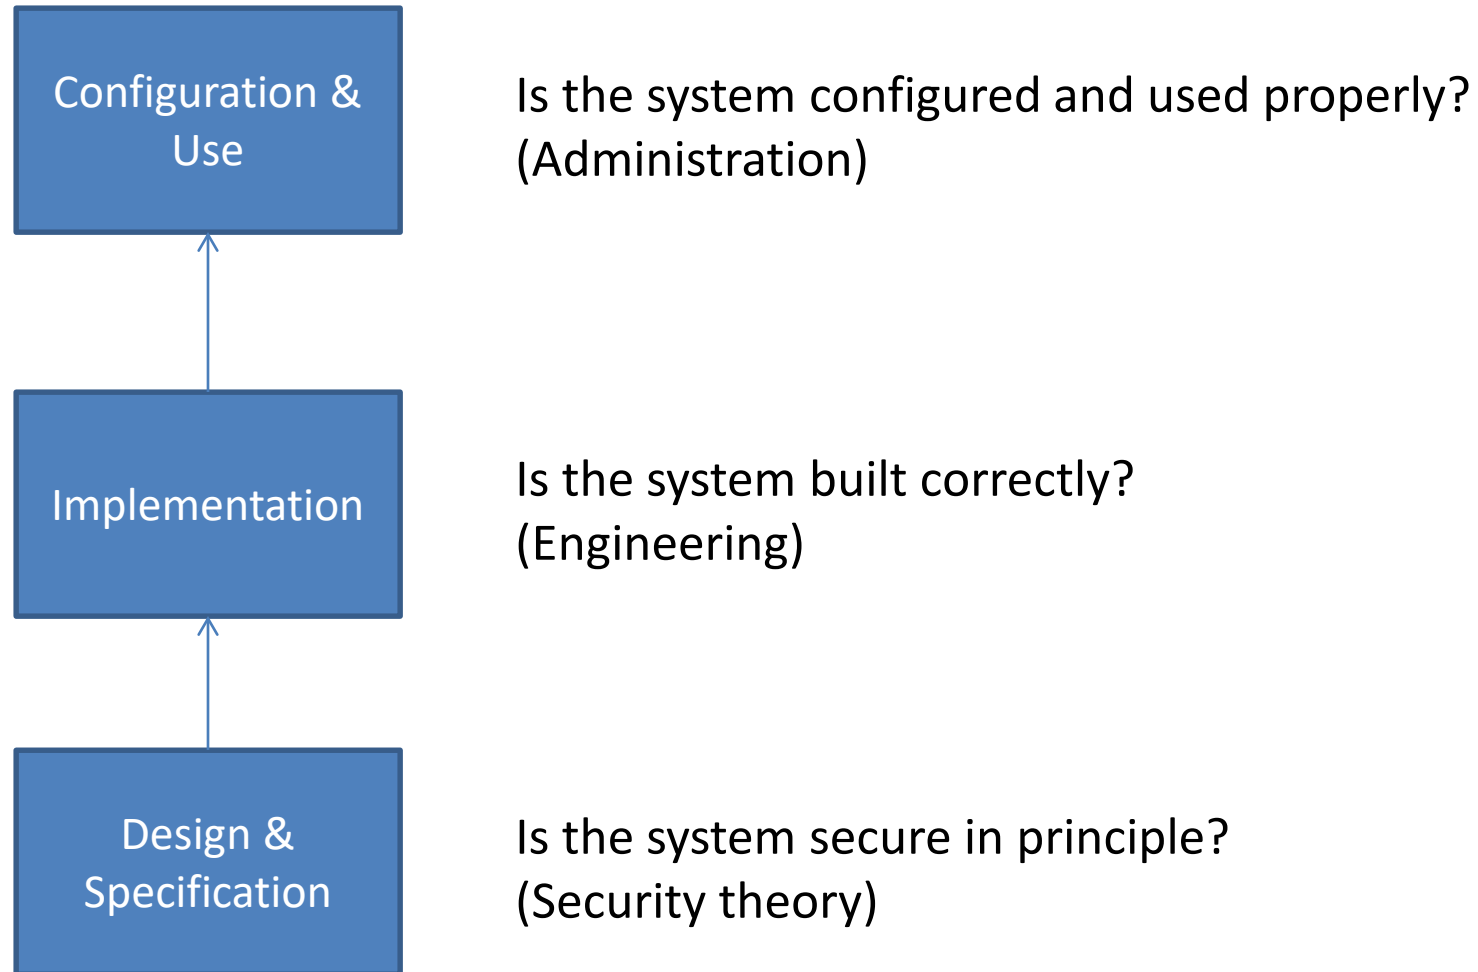 Configuration &
Use
Is the system configured and used properly?
(Administration)
Implementation
Is the system built correctly?
(Engineering)
Design &
Specification
Is the system secure in principle?
(Security theory)